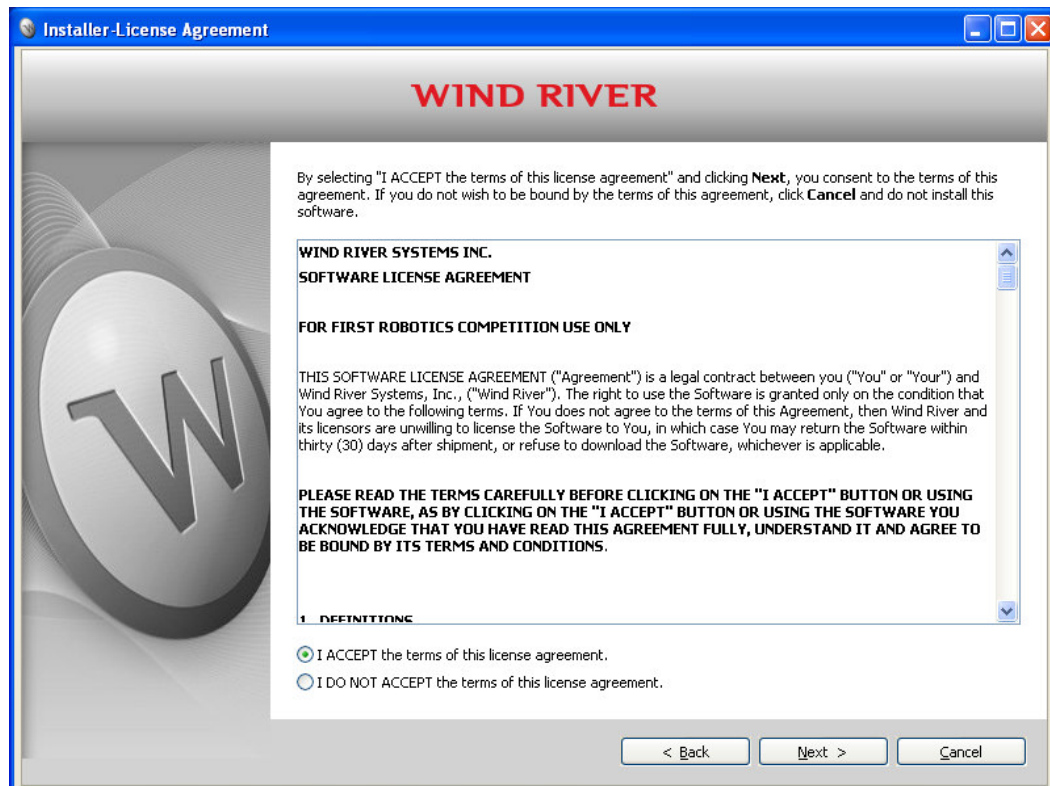 Installer-License Agreement
WIND RIVER
By selecting "I ACCEPT the terms of this license agreement" and clicking Next, you consent to the terms of this
agreement. If you do not wish to be bound by the terms of this agreement, click Cancel and do not install this
software.
WIND RIVER SYSTEMS INC.
SOFTWARE LICENSE AGREEMENT
FOR FIRST ROBOTICS COMPETITION USE ONLY
THIS SOFTWARE LICENSE AGREEMENT ("Agreement") is a legal contract between you ("You" or "Your") and
Wind River Systems, Inc., ("Wind River"). The right to use the Software is granted only on the condition that
You agree to the following terms. If You does not agree to the terms of this Agreement, then Wind River and
its licensors are unwilling to license the Software to You, in which case You may return the Software within
thirty (30) days after shipment, or refuse to download the Software, whichever is applicable.
PLEASE READ THE TERMS CAREFULLY BEFORE CLICKING ON THE "I ACCEPT" BUTTON OR USING
THE SOFTWARE, AS BY CLICKING ON THE "I ACCEPT" BUTTON OR USING THE SOFTWARE YOU
ACKNOWLEDGE THAT YOU HAVE READ THIS AGREEMENT FULLY, UNDERSTAND IT AND AGREE TO
BE BOUND BY ITS TERMS AND CONDITIONS.
1. DEFINITIONS
W
I ACCEPT the terms of this license agreement.
I DO NOT ACCEPT the terms of this license agreement.
< Back
Next >
Cancel